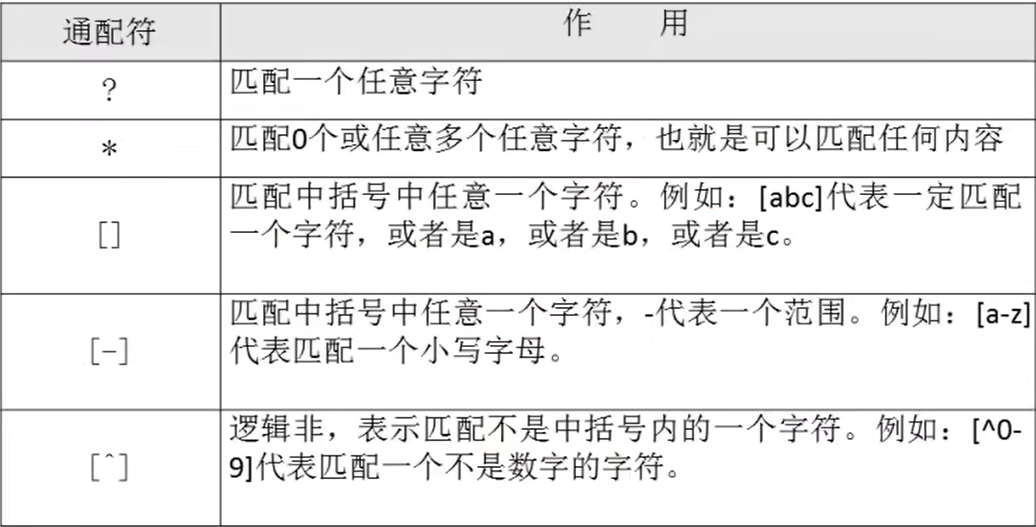 通配符 作 用
? 匹配一个任意字符
* 匹配0个或任意多个任意字符，也就是可以匹配任何内容
[] 匹配中括号中任意一个字符。例如：[abc]代表一定匹配
一个字符，或者是a，或者是b，或者是c。
[-] 匹配中括号中任意一个字符，-代表一个范围。例如：[a-z]
代表匹配一个小写字母。
[^] 逻辑非，表示匹配不是中括号内的一个字符。例如：[^0-
9]代表匹配一个不是数字的字符。